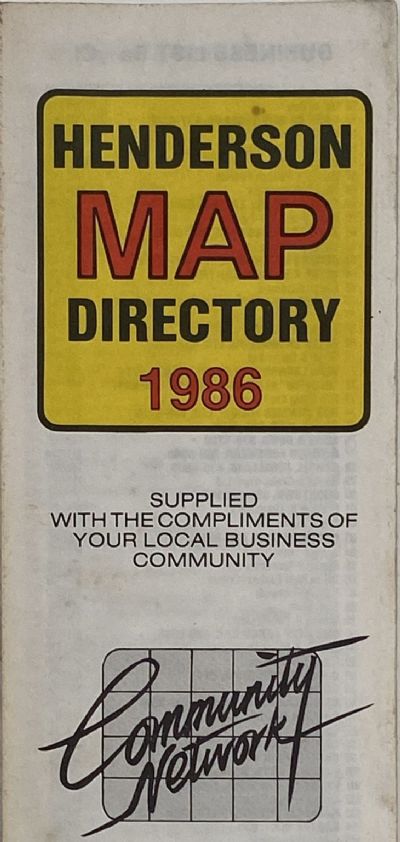 HENDERSON
MAP
DIRECTORY
1986
SUPPLIED
WITH THE COMPLIMENTS OF
YOUR LOCAL BUSINESS
COMMUNITY
Community
Network